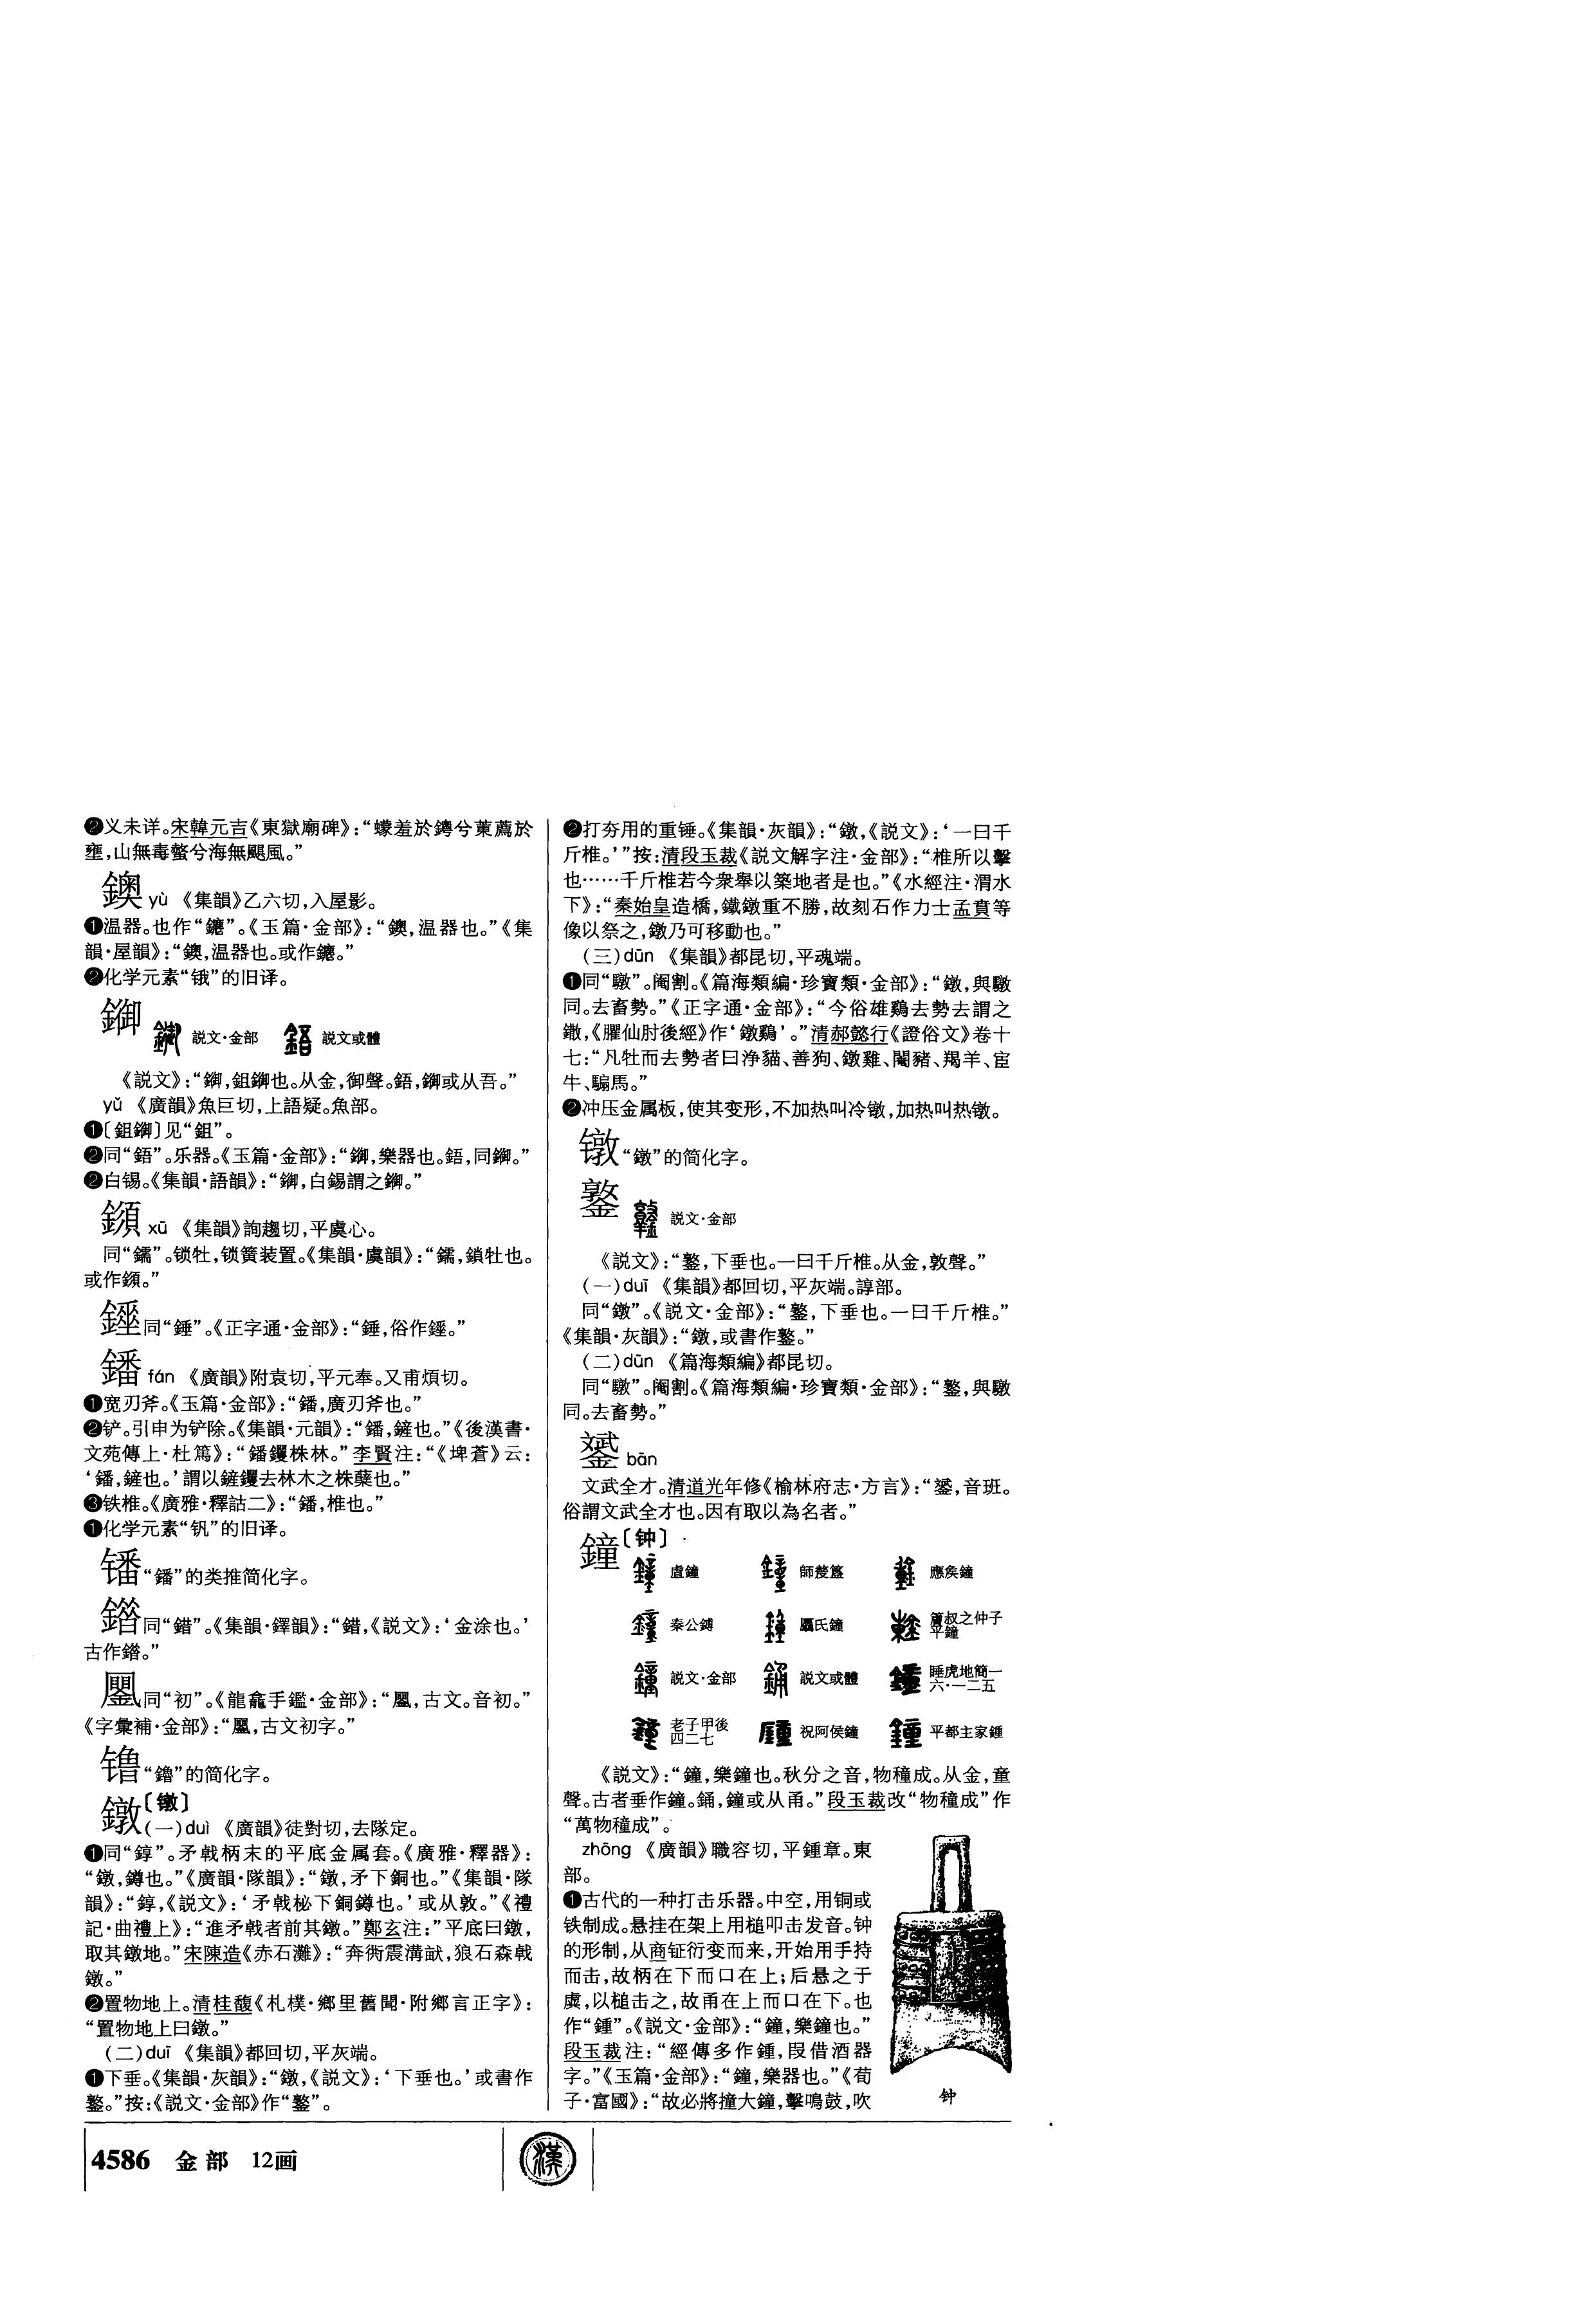 ❷义未详。宋韓元吉《東獄廟碑》：“蠓羞於鑮兮菄薦於
壅，山無毒螫兮海無颶風。”
鐭 yù 《集韻》乙六切，入屋影。
❶温器。也作“鑣”。《玉篇·金部》：“鐭，温器也。”《集
韻·屋韻》：“鐭，温器也。或作鑣。”
❷化学元素“锇”的旧译。
鋙 説文·金部 説文或體
《説文》：“鋤，鉏鋤也。从金，御聲。鋙，鋤或从吾。”
yǔ 《廣韻》魚巨切，上語疑。魚部。
❶〔鉏〕见“鉏”。
❷同“鋙”。乐器。《玉篇·金部》：“，樂器也。鋙，同。”
❷白锡。《集韻·語韻》：“，白錫謂之。”
xū 《集韻》詢趨切，平虞心。
同“鑐”。锁牡，锁簧装置。《集韻·虞韻》：“鑐，鎖牡也。
或作。”
同“錘”。《正字通·金部》：“錘，俗作。”
鐇 fán 《廣韻》附袁切，平元奉。又甫煩切。
❶宽刃斧。《玉篇·金部》：“鐇，廣刃斧也。”
❷铲。引申为铲除。《集韻·元韻》：“鐇，鏟也。”《後漢書·
文苑傳上·杜篤》：“鐇钁株林。”李賢注：“《埤蒼》云：
‘鐇，鏟也。’謂以鏟钁去林木之株蘖也。”
❸铁椎。《廣雅·釋詁二》：“鐇，椎也。”
❶化学元素“钒”的旧译。
“鐇”的类推简化字。
同“錯”。《集韻·鐸韻》：“錯，《説文》：‘金涂也。’
古作。”
同“初”。《龍龕手鑑·金部》：“，古文。音初。”
《字彙補·金部》：“，古文初字。”
镥“鑥”的简化字。
鐓〔镦〕
（一）duì 《廣韻》徒對切，去隊定。
❶同“錞”。矛戟柄末的平底金属套。《廣雅·釋器》：
“鐓，鐏也。”《廣韻·隊韻》：“鐓，矛下銅也。”《集韻·隊
韻》：“錞，《説文》：‘矛戟柲下銅鐏也。’或从敦。”《禮
記·曲禮上》：“進矛戟者前其鐓。”鄭玄注：“平底曰鐓，
取其鐓地。”宋陳造《赤石灘》：“奔衝震溝畎，狼石森戟
鐓。”
❷置物地上。清桂馥《札樸·鄉里舊聞·附鄉言正字》：
“置物地上曰鐓。”
（二）duī 《集韻》都回切，平灰端。
❶下垂。《集韻·灰韻》：“鐓，《説文》：‘下垂也。’或書作
鐜。”按：《説文·金部》作“鐜”。
❷打夯用的重锤。《集韻·灰韻》：“鐓，《説文》：‘一曰千
斤椎。’”按：清段玉裁《説文解字注·金部》：“椎所以擊
也……千斤椎若今衆舉以築地者是也。”《水經注·渭水
下》：“秦始皇造橋，鐵鐓重不勝，故刻石作力士孟賁等
像以祭之，鐓乃可移動也。”
（三）dūn 《集韻》都昆切，平魂端。
❶同“驐”。阉割。《篇海類編·珍寶類·金部》：“鐓，與驐
同。去畜勢。”《正字通·金部》：“今俗雄鷄去勢去謂之
鐓，《臞仙肘後經》作‘鐓鷄’。”清郝懿行《證俗文》卷十
七：“凡牡而去勢者曰浄貓、善狗、鐓雞、閹豬、羯羊、宦
牛、騸馬。”
❷冲压金属板，使其变形，不加热叫冷镦，加热叫热镦。
镦“鐓”的简化字。
鐜 説文·金部
《説文》：“鐜，下垂也。一曰千斤椎。从金，敦聲。”
（一）duī 《集韻》都回切，平灰端。諄部。
同“鐓”。《説文·金部》：“鐜，下垂也。一曰千斤椎。”
《集韻·灰韻》：“鐓，或書作鐜。”
（二）dūn 《篇海類編》都昆切。
同“驐”。阉割。《篇海類編·珍寶類·金部》：“鐜，與驐
同。去畜勢。”
bān
文武全才。清道光年修《榆林府志·方言》：“，音班。
俗謂文武全才也。因有取以為名者。”
鐘〔钟〕
虘鐘 師嫠簋 應矦鐘
秦公鎛 屭氏鐘 簷叔之仲子平鐘
説文·金部 説文或體 睡虎地簡一六·一二五
老子甲後四二七 祝阿侯鐘 平都主家鍾
《説文》：“鐘，樂鐘也。秋分之音，物穜成。从金，童
聲。古者垂作鐘。銿，鐘或从甬。”段玉裁改“物穜成”作
“萬物穜成”。
zhōng 《廣韻》職容切，平鍾章。東
部。
❶古代的一种打击乐器。中空，用铜或
铁制成。悬挂在架上用槌叩击发音。钟
的形制，从商钲衍变而来，开始用手持
而击，故柄在下而口在上；后悬之于
虡，以槌击之，故甬在上而口在下。也
作“鍾”。《説文·金部》：“鐘，樂鐘也。”
段玉裁注：“經傳多作鍾，叚借酒器
字。”《玉篇·金部》：“鐘，樂器也。”《荀
子·富國》：“故必將撞大鐘，擊鳴鼓，吹
钟
4586 金部 12画
漢